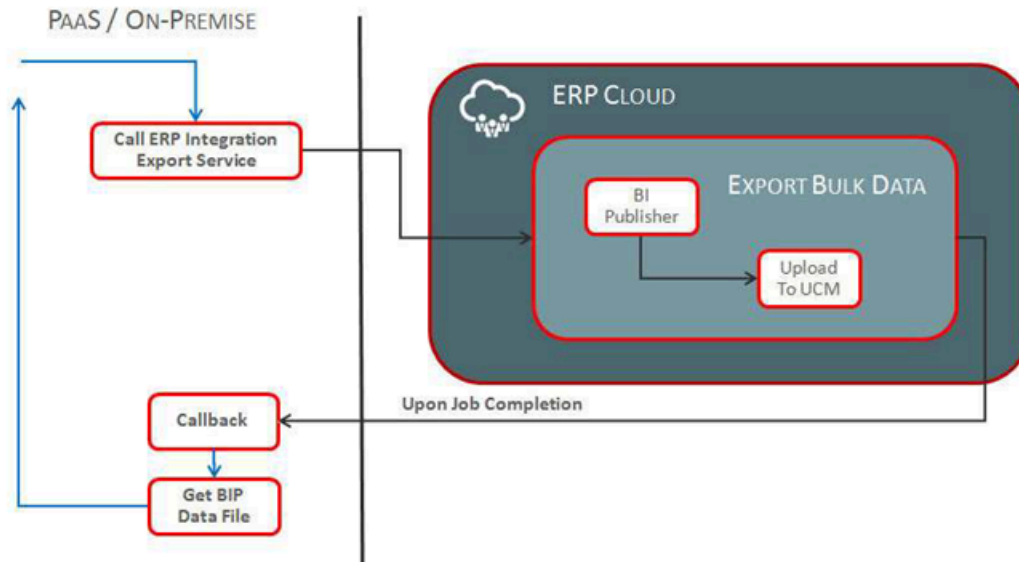 PAAS / ON-PREMISE
Call ERP Integration
Export Service
ERP CLOUD
EXPORT BULK DATA
BI
Publisher
Upload
To UCM
Upon Job Completion
Callback
Get BIP
Data File